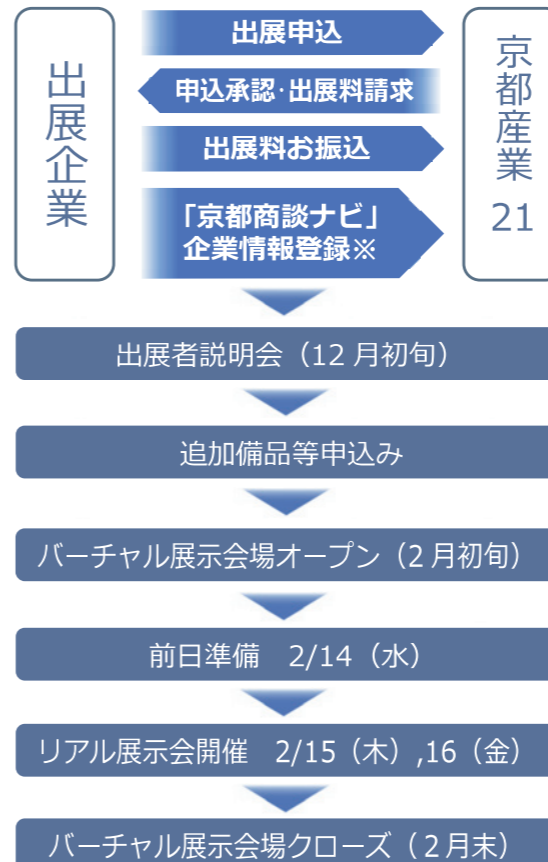 出展企業
出展申込
申込承認・出展料請求
出展料お振込
「京都商談ナビ」
企業情報登録※
京都産業21
出展者説明会（12月初旬）
追加備品等申込み
バーチャル展示会場オープン（2月初旬）
前日準備　2/14（水）
リアル展示会開催　2/15（木）,16（金）
バーチャル展示会場クローズ（2月末）